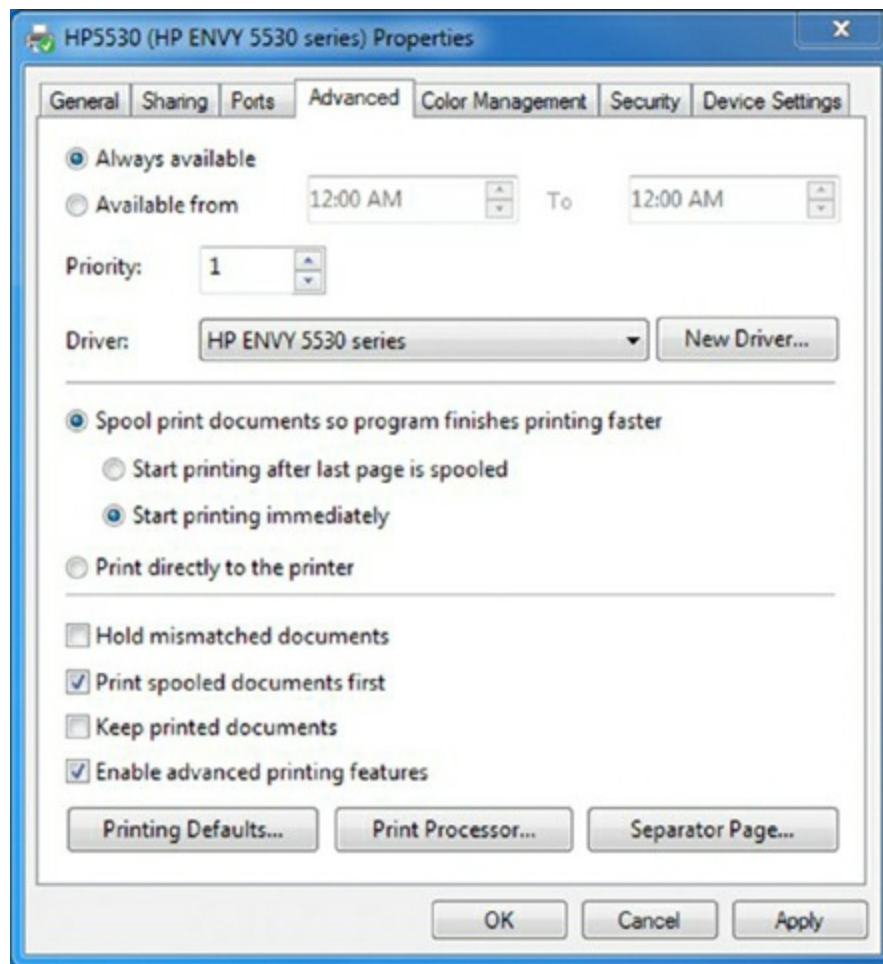 HP5530 (HP ENVY 5530 series) Properties
General Sharing Ports Advanced Color Management Security Device Settings
Always available
Available from 12:00 AM To 12:00 AM
Priority: 1
Driver: HP ENVY 5530 series New Driver...
Spool print documents so program finishes printing faster
Start printing after last page is spooled
Start printing immediately
Print directly to the printer
Hold mismatched documents
Print spooled documents first
Keep printed documents
Enable advanced printing features
Printing Defaults... Print Processor... Separator Page...
OK Cancel Apply